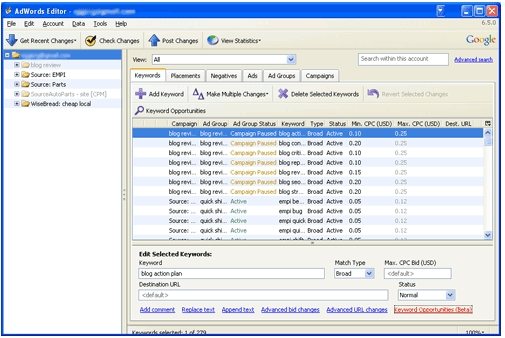 AdWords Editor -
File Edit Account Data Tools Help 6.5.0
Get Recent Changes Check Changes Post Changes View Statistics Google
View: All Search within this account Advanced search
blog review
Source: EMPI
Source: Parts
SourceAutoParts - site [CPM]
WiseBread: cheap local
Keywords Placements Negatives Ads Ad Groups Campaigns
Add Keyword Make Multiple Changes Delete Selected Keywords Revert Selected Changes
Keyword Opportunities
Campaign Ad Group Ad Group Status Keyword Type Status Min. CPC (USD) Max. CPC (USD) Dest. URL
blog revi... blog revi... Campaign Paused blog acti... Broad Active 0.10 0.25
blog revi... blog revi... Campaign Paused blog con... Broad Active 0.20 0.25
blog revi... blog revi... Campaign Paused blog criti... Broad Active 0.10 0.25
blog revi... blog revi... Campaign Paused blog rep... Broad Active 0.10 0.25
blog revi... blog revi... Campaign Paused blog revi... Broad Active 0.15 0.25
blog revi... blog revi... Campaign Paused blog seo... Broad Active 0.20 0.25
blog revi... blog revi... Campaign Paused blog str... Broad Active 0.20 0.25
Source: ... quick shi... Active empi be... Broad Active 0.05 0.12
Source: ... quick shi... Active empi bug Broad Active 0.05 0.12
Source: ... quick shi... Active empi quick Broad Active 0.05 0.12
Source: ... quick shi... Active empi qui... Broad Active 0.05 0.12
Source: ... quick shi... Active empi shift... Broad Active 0.05 0.12
Edit Selected Keywords:
Keyword Match Type Max. CPC Bid (USD)
blog action plan Broad <default>
Destination URL Status
<default> Normal
Add comment Replace text Append text Advanced bid changes Advanced URL changes Keyword Opportunities (Beta)
Keywords selected: 1 of 279 100%